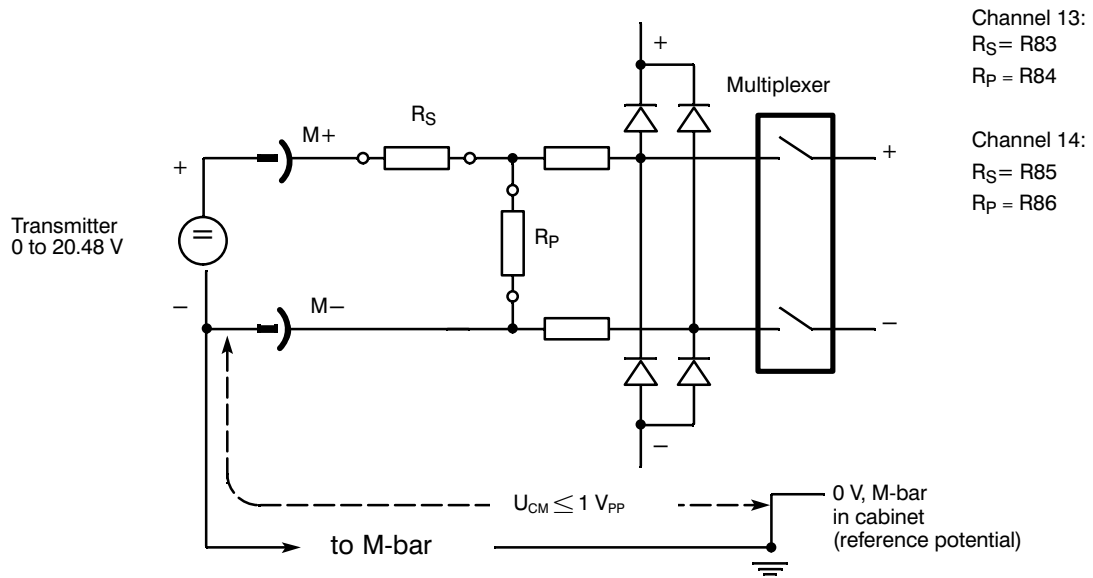 Channel 13:
RS= R83
RP = R84
Channel 14:
RS= R85
RP = R86
Multiplexer
+
M+
RS
+
+
Transmitter
0 to 20.48 V
=
RP
−
M−
−
−
UCM ≤ 1 VPP
0 V, M-bar
in cabinet
(reference potential)
to M-bar